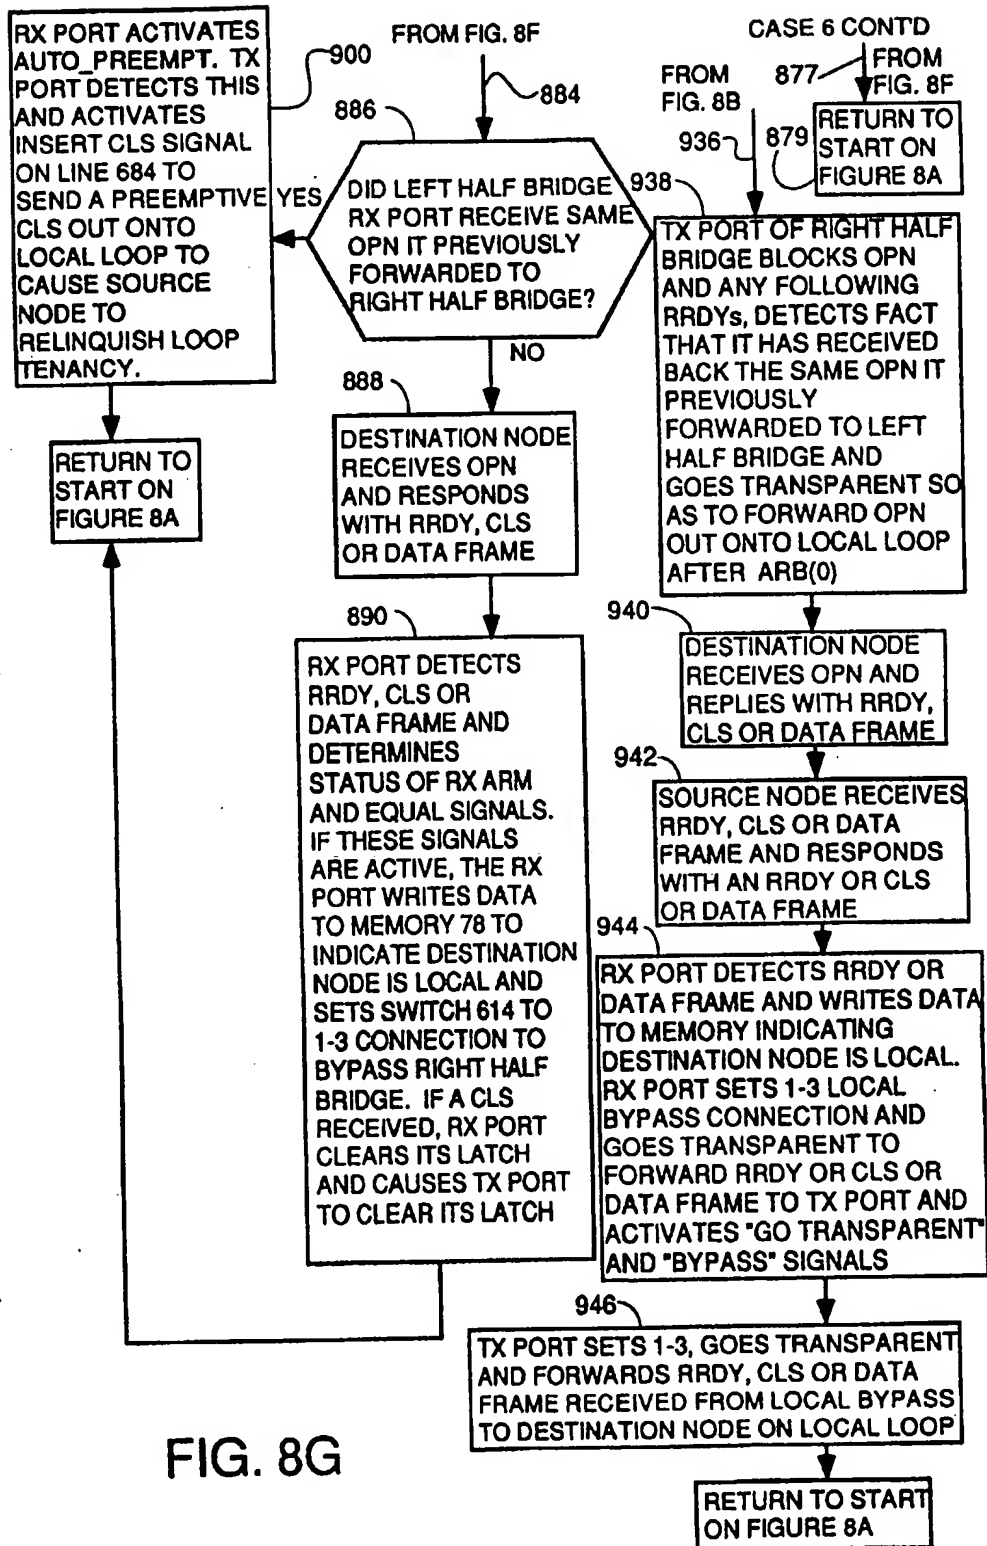 RX PORT ACTIVATES
AUTO_PREEMPT. TX
PORT DETECTS THIS
AND ACTIVATES
INSERT CLS SIGNAL
ON LINE 684 TO
SEND A PREEMPTIVE
CLS OUT ONTO
LOCAL LOOP TO
CAUSE SOURCE
NODE TO
RELINQUISH LOOP
TENANCY.
900
RETURN TO
START ON
FIGURE 8A
FROM FIG. 8F
884
886
DID LEFT HALF BRIDGE
RX PORT RECEIVE SAME
OPN IT PREVIOUSLY
FORWARDED TO
RIGHT HALF BRIDGE?
YES
NO
888
DESTINATION NODE
RECEIVES OPN
AND RESPONDS
WITH RRDY, CLS
OR DATA FRAME
890
RX PORT DETECTS
RRDY, CLS OR
DATA FRAME AND
DETERMINES
STATUS OF RX ARM
AND EQUAL SIGNALS.
IF THESE SIGNALS
ARE ACTIVE, THE RX
PORT WRITES DATA
TO MEMORY 78 TO
INDICATE DESTINATION
NODE IS LOCAL AND
SETS SWITCH 614 TO
1-3 CONNECTION TO
BYPASS RIGHT HALF
BRIDGE. IF A CLS
RECEIVED, RX PORT
CLEARS ITS LATCH
AND CAUSES TX PORT
TO CLEAR ITS LATCH
CASE 6 CONT'D
877
FROM
FIG. 8F
879
RETURN TO
START ON
FIGURE 8A
FROM
FIG. 8B
936
938
TX PORT OF RIGHT HALF
BRIDGE BLOCKS OPN
AND ANY FOLLOWING
RRDYs, DETECTS FACT
THAT IT HAS RECEIVED
BACK THE SAME OPN IT
PREVIOUSLY
FORWARDED TO LEFT
HALF BRIDGE AND
GOES TRANSPARENT SO
AS TO FORWARD OPN
OUT ONTO LOCAL LOOP
AFTER ARB(0)
940
DESTINATION NODE
RECEIVES OPN AND
REPLIES WITH RRDY,
CLS OR DATA FRAME
942
SOURCE NODE RECEIVES
RRDY, CLS OR DATA
FRAME AND RESPONDS
WITH AN RRDY OR CLS
OR DATA FRAME
944
RX PORT DETECTS RRDY OR
DATA FRAME AND WRITES DATA
TO MEMORY INDICATING
DESTINATION NODE IS LOCAL.
RX PORT SETS 1-3 LOCAL
BYPASS CONNECTION AND
GOES TRANSPARENT TO
FORWARD RRDY OR CLS OR
DATA FRAME TO TX PORT AND
ACTIVATES "GO TRANSPARENT"
AND "BYPASS" SIGNALS
946
TX PORT SETS 1-3, GOES TRANSPARENT
AND FORWARDS RRDY, CLS OR DATA
FRAME RECEIVED FROM LOCAL BYPASS
TO DESTINATION NODE ON LOCAL LOOP
RETURN TO START
ON FIGURE 8A
FIG. 8G